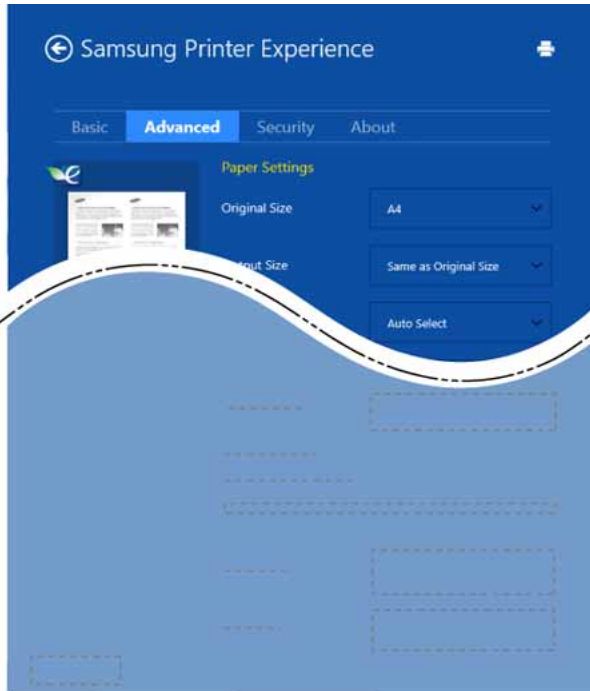 Samsung Printer Experience
Basic Advanced Security About
Paper Settings
Original Size A4
Size Same as Original Size
Auto Select